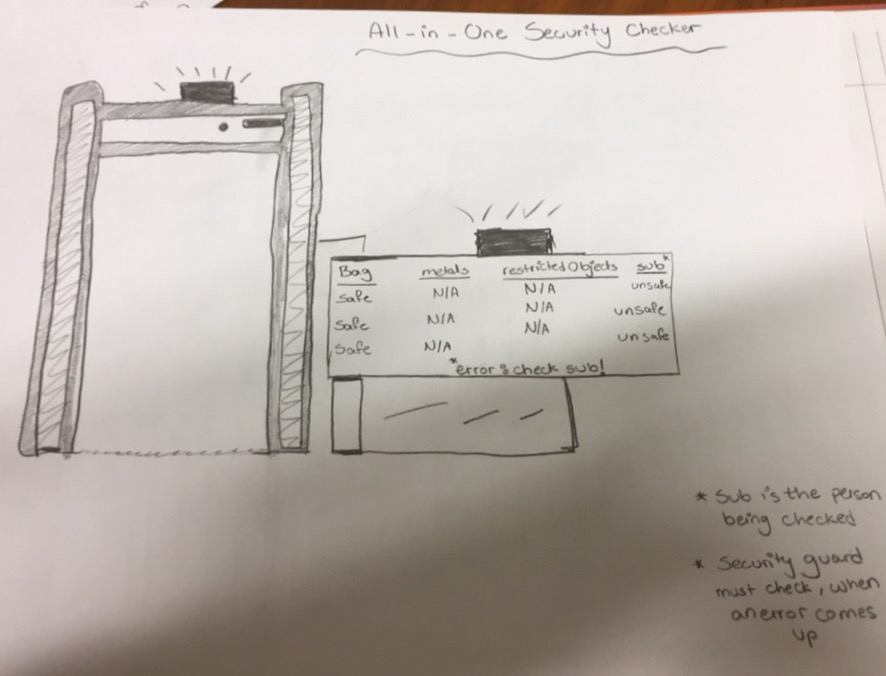 All-in-One Security Checker
Bag metals restricted Objects sub*
safe N/A N/A unsafe
safe N/A N/A unsafe
safe N/A N/A unsafe
*error : check sub!
* Sub is the person
being checked
* Security guard
must check, when
an error comes
up